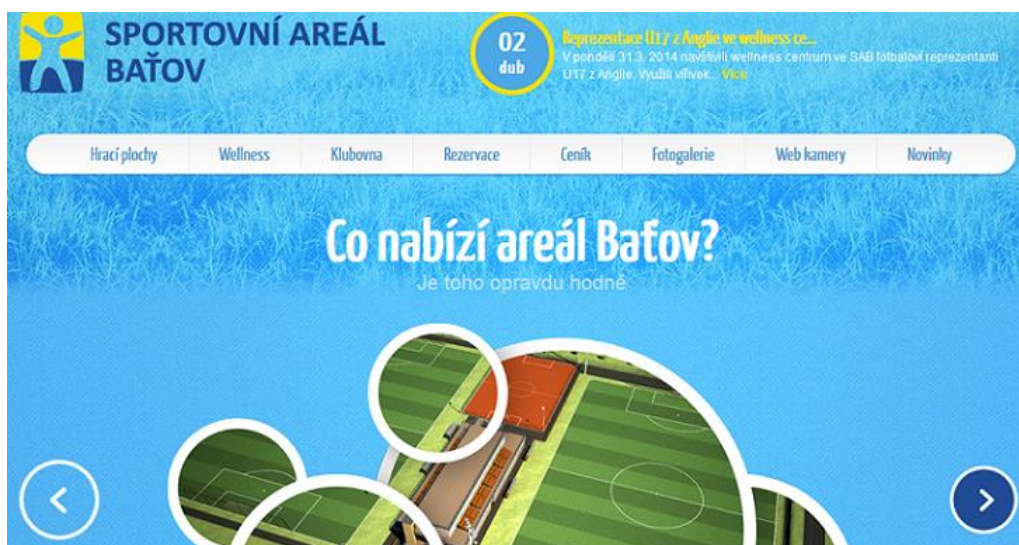 SPORTOVNÍ AREÁL
BAŤOV
02
dub
Reprezentace U17 z Anglie ve wellness ce...
V pondělí 31.3. 2014 navštívili wellness centrum ve SAB fotbaloví reprezentanti
U17 z Anglie. Využili vířivek... Více
Hrací plochy Wellness Klubovna Rezervace Ceník Fotogalerie Web kamery Novinky
Co nabízí areál Baťov?
Je toho opravdu hodně